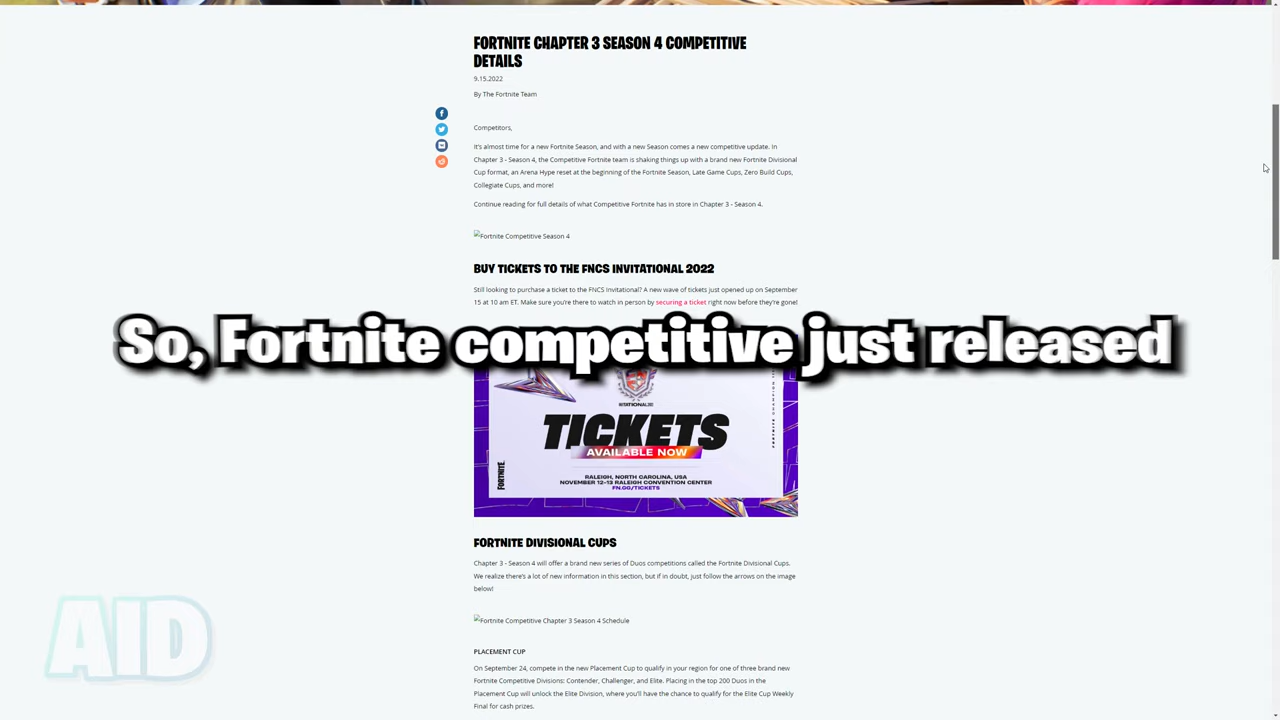 FORTNITE CHAPTER 3 SEASON 4 COMPETITIVE
DETAILS
9.15.2022
By The Fortnite Team
Competitors,
It's almost time for a new Fortnite Season, and with a new Season comes a new competitive update. In
Chapter 3 - Season 4, the Competitive Fortnite team is shaking things up with a brand new Fortnite Divisional
Cup format, an Arena Hype reset at the beginning of the Fortnite Season, Late Game Cups, Zero Build Cups,
Collegiate Cups, and more!
Continue reading for full details of what Competitive Fortnite has in store in Chapter 3 - Season 4.
Fortnite Competitive Season 4
BUY TICKETS TO THE FNCS INVITATIONAL 2022
Still looking to purchase a ticket to the FNCS Invitational? A new wave of tickets just opened up on September
15 at 10 am ET. Make sure you're there to watch in person by securing a ticket right now before they're gone!
So, Fortnite competitive just released
TICKETS
AVAILABLE NOW
RALEIGH, NORTH CAROLINA, USA
NOVEMBER 12-13 RALEIGH CONVENTION CENTER
FN.GG/TICKETS
FORTNITE
FORTNITE DIVISIONAL CUPS
Chapter 3 - Season 4 will offer a brand new series of Duos competitions called the Fortnite Divisional Cups.
We realize there's a lot of new information in this section, but if in doubt, just follow the arrows on the image
below!
Fortnite Competitive Chapter 3 Season 4 Schedule
PLACEMENT CUP
On September 24, compete in the new Placement Cup to qualify in your region for one of three brand new
Fortnite Competitive Divisions: Contender, Challenger, and Elite. Placing in the top 200 Duos in the
Placement Cup will unlock the Elite Division, where you'll have the chance to qualify for the Elite Cup Weekly
Final for cash prizes.
AID